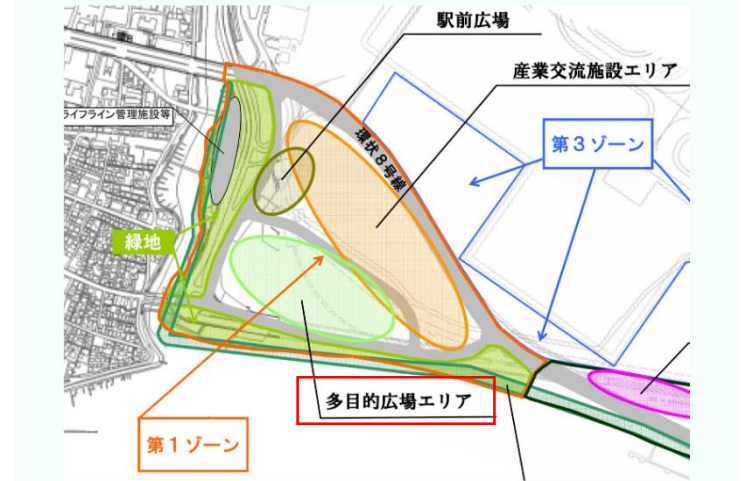 駅前広場
産業交流施設エリア
環状8号線
第3ゾーン
ライフライン管理施設等
緑地
多目的広場エリア
第1ゾーン